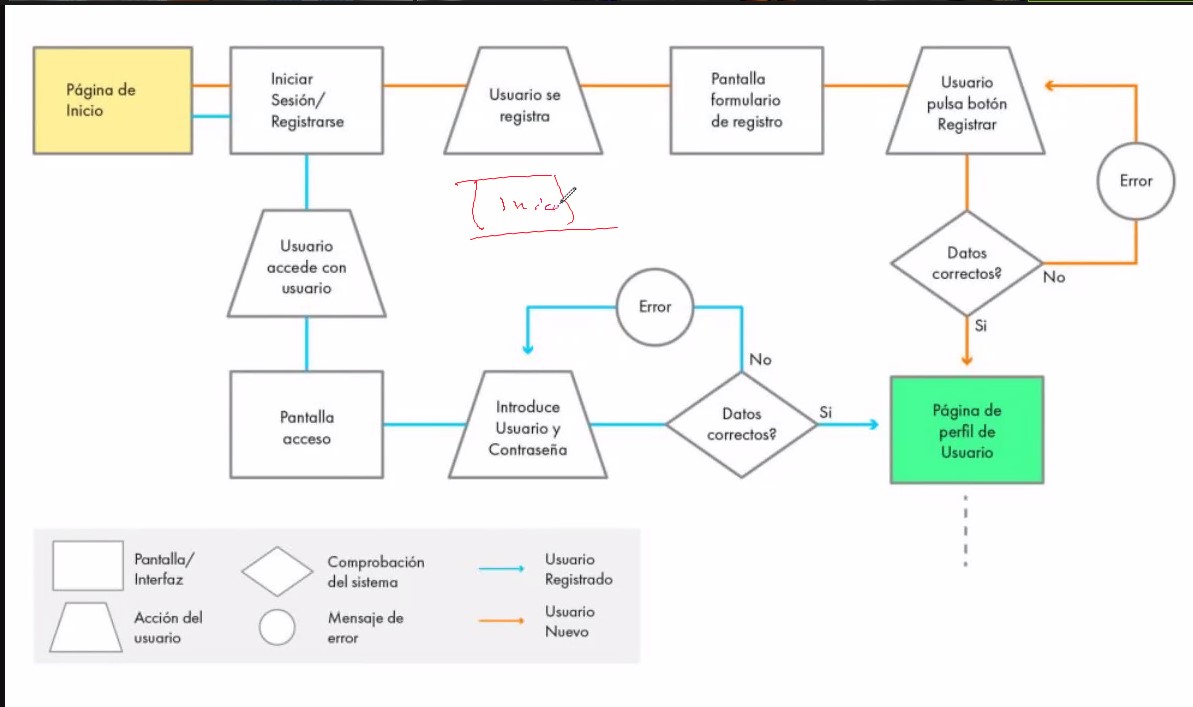 Página de
Inicio
Iniciar
Sesión/
Registrarse
Usuario se
registra
Pantalla
formulario
de registro
Usuario
pulsa botón
Registrar
Error
Datos
correctos?
No
Si
Usuario
accede con
usuario
Error
No
Pantalla
acceso
Introduce
Usuario y
Contraseña
Datos
correctos?
Si
Página de
perfil de
Usuario
Pantalla/
Interfaz
Comprobación
del sistema
Usuario
Registrado
Acción del
usuario
Mensaje de
error
Usuario
Nuevo